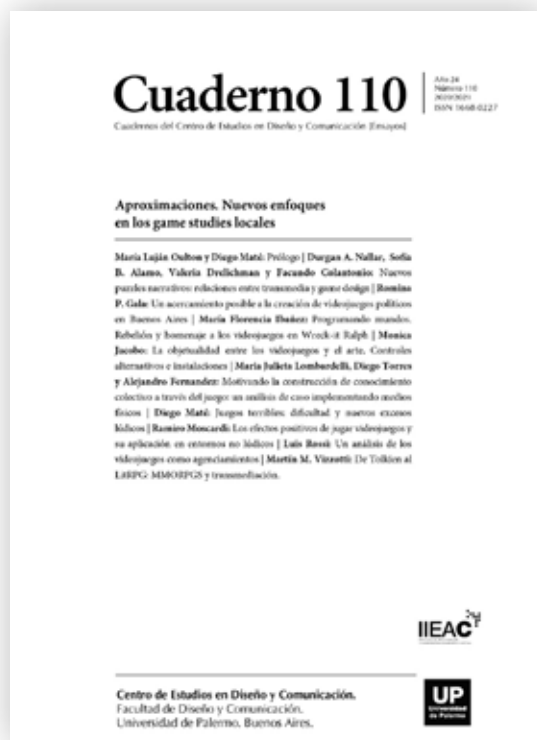 Cuaderno 110
Año 24
Número 110
2020/2021
ISSN 1668-0227
Cuadernos del Centro de Estudios en Diseño y Comunicación [Ensayos]
Aproximaciones. Nuevos enfoques
en los game studies locales
María Luján Oulton y Diego Maté: Prólogo | Durgan A. Nallar, Sofía
B. Alamo, Valeria Drelichman y Facundo Colantonio: Nuevos
puzzles narrativos: relaciones entre transmedia y game design | Romina
P. Gala: Un acercamiento posible a la creación de videojuegos políticos
en Buenos Aires | María Florencia Ibañez: Programando mundos.
Rebelión y homenaje a los videojuegos en Wreck-it Ralph | Monica
Jacobo: La objetualidad entre los videojuegos y el arte. Controles
alternativos e instalaciones | María Julieta Lombardelli, Diego Torres
y Alejandro Fernandez: Motivando la construcción de conocimiento
colectivo a través del juego: un análisis de caso implementando medios
físicos | Diego Maté: Juegos terribles: dificultad y nuevos excesos
lúdicos | Ramiro Moscardi: Los efectos positivos de jugar videojuegos y
su aplicación en entornos no lúdicos | Luis Rossi: Un análisis de los
videojuegos como agenciamientos | Martín M. Vizzotti: De Tolkien al
LitRPG: MMORPGS y transmediación.
IIEAC
Centro de Estudios en Diseño y Comunicación.
Facultad de Diseño y Comunicación.
Universidad de Palermo. Buenos Aires.
UP
Universidad
de Palermo